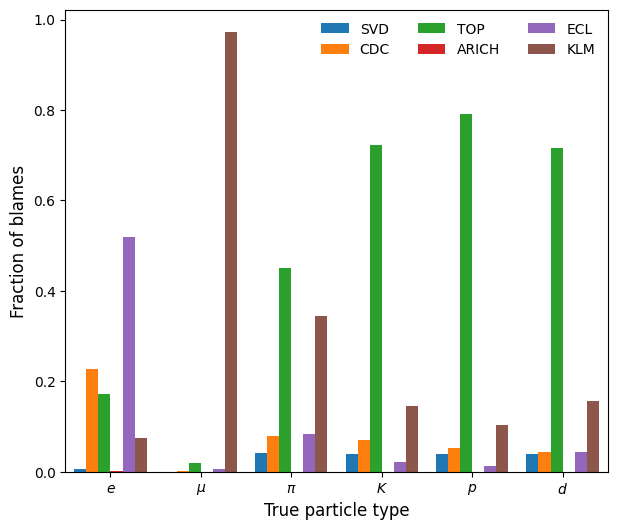 1.0
0.8
0.6
0.4
0.2
0.0
Fraction of blames
SVD TOP ECL
CDC ARICH KLM
e μ π K p d
True particle type